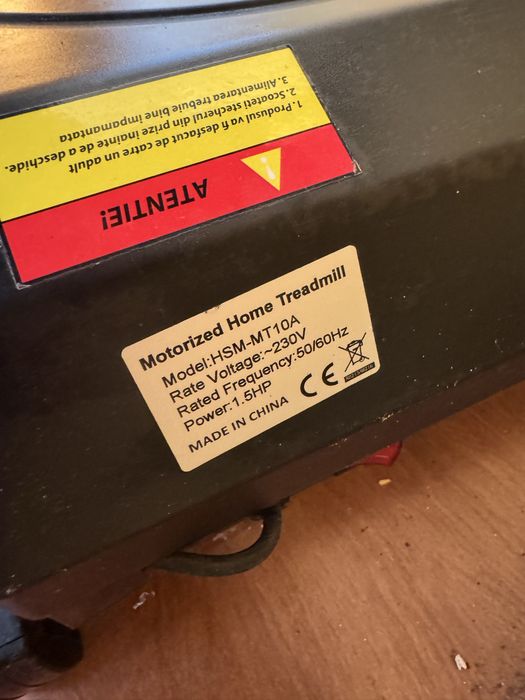 ATENTIE!
1. Produsul va fi desfacut de catre un adult
2. Scoateti stecherul din prize inainte de a a deschide.
3. Alimentarea trebuie bine impamantata
Motorized Home Treadmill
Model:HSM-MT10A
Rate Voltage:~230V
Rated Frequency:50/60Hz
Power:1.5HP
MADE IN CHINA
CE